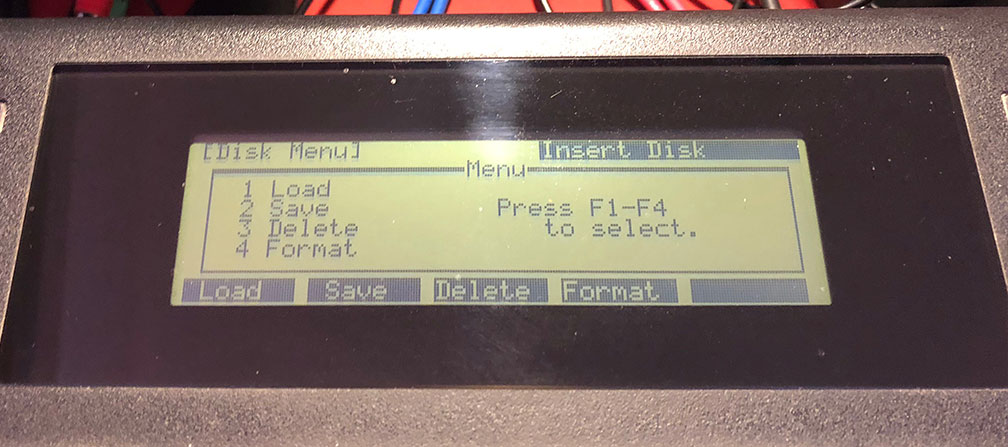 [Disk Menu] Insert Disk
Menu
1 Load
2 Save Press F1-F4
3 Delete to select.
4 Format
Load Save Delete Format